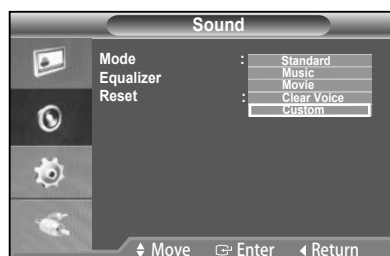 Sound
Mode : Standard
Music
Equalizer
Movie
Reset : Clear Voice
Custom
Move Enter Return